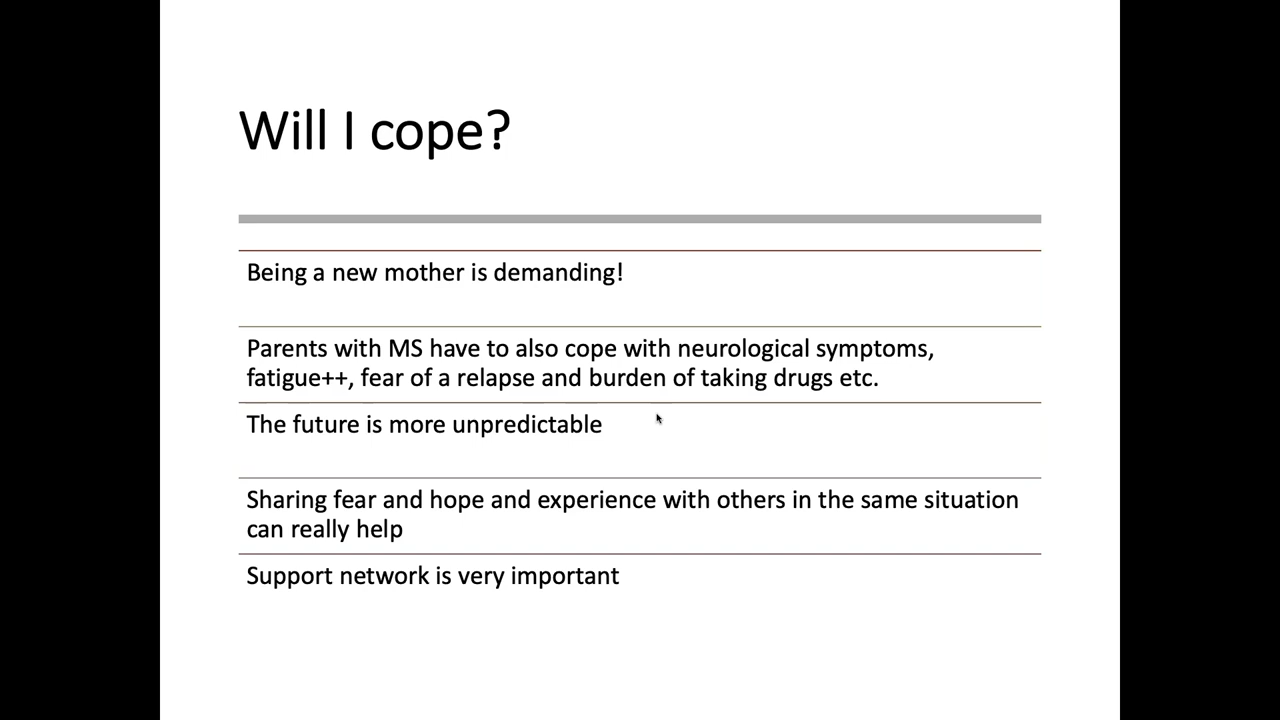 Will I cope?
Being a new mother is demanding!
Parents with MS have to also cope with neurological symptoms,
fatigue++, fear of a relapse and burden of taking drugs etc.
The future is more unpredictable
Sharing fear and hope and experience with others in the same situation
can really help
Support network is very important